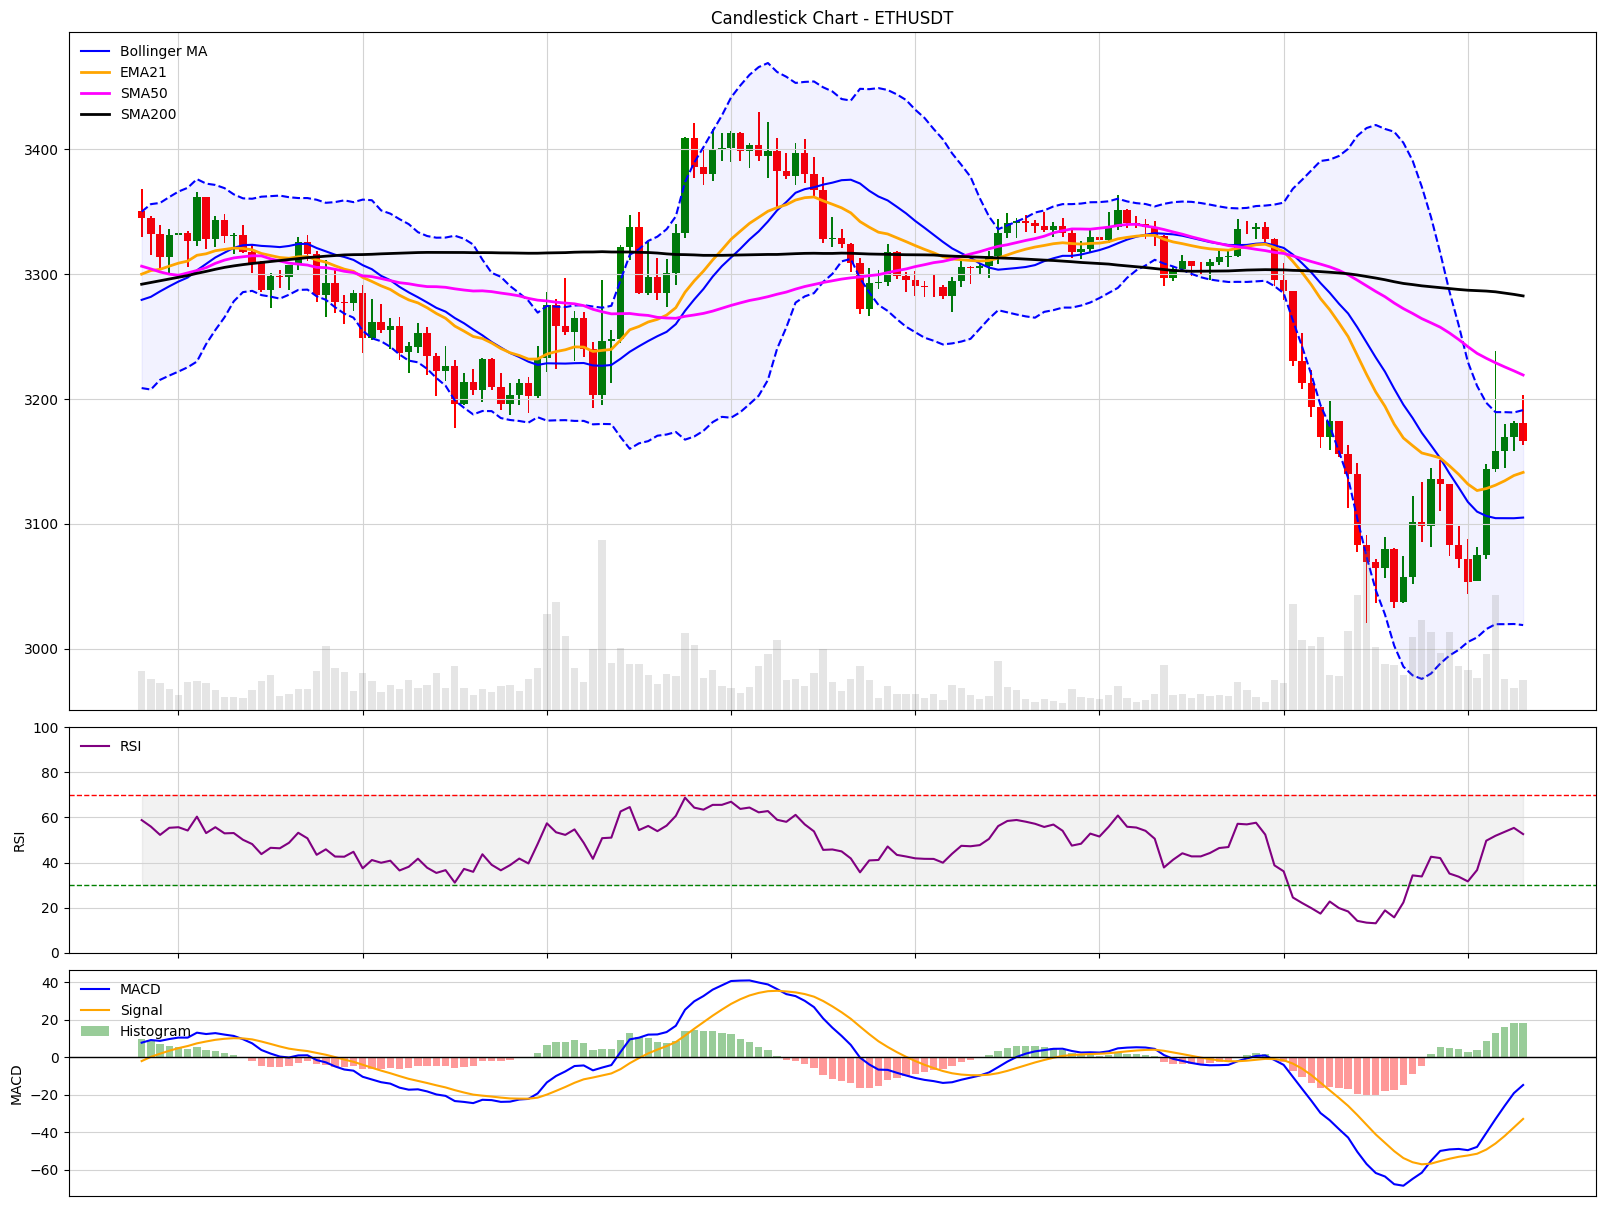 Candlestick Chart - ETHUSDT
Bollinger MA
EMA21
SMA50
SMA200
3400
3300
3200
3100
3000
100
80
60
40
20
0
RSI
RSI
40
20
0
−20
−40
−60
MACD
MACD
Signal
Histogram